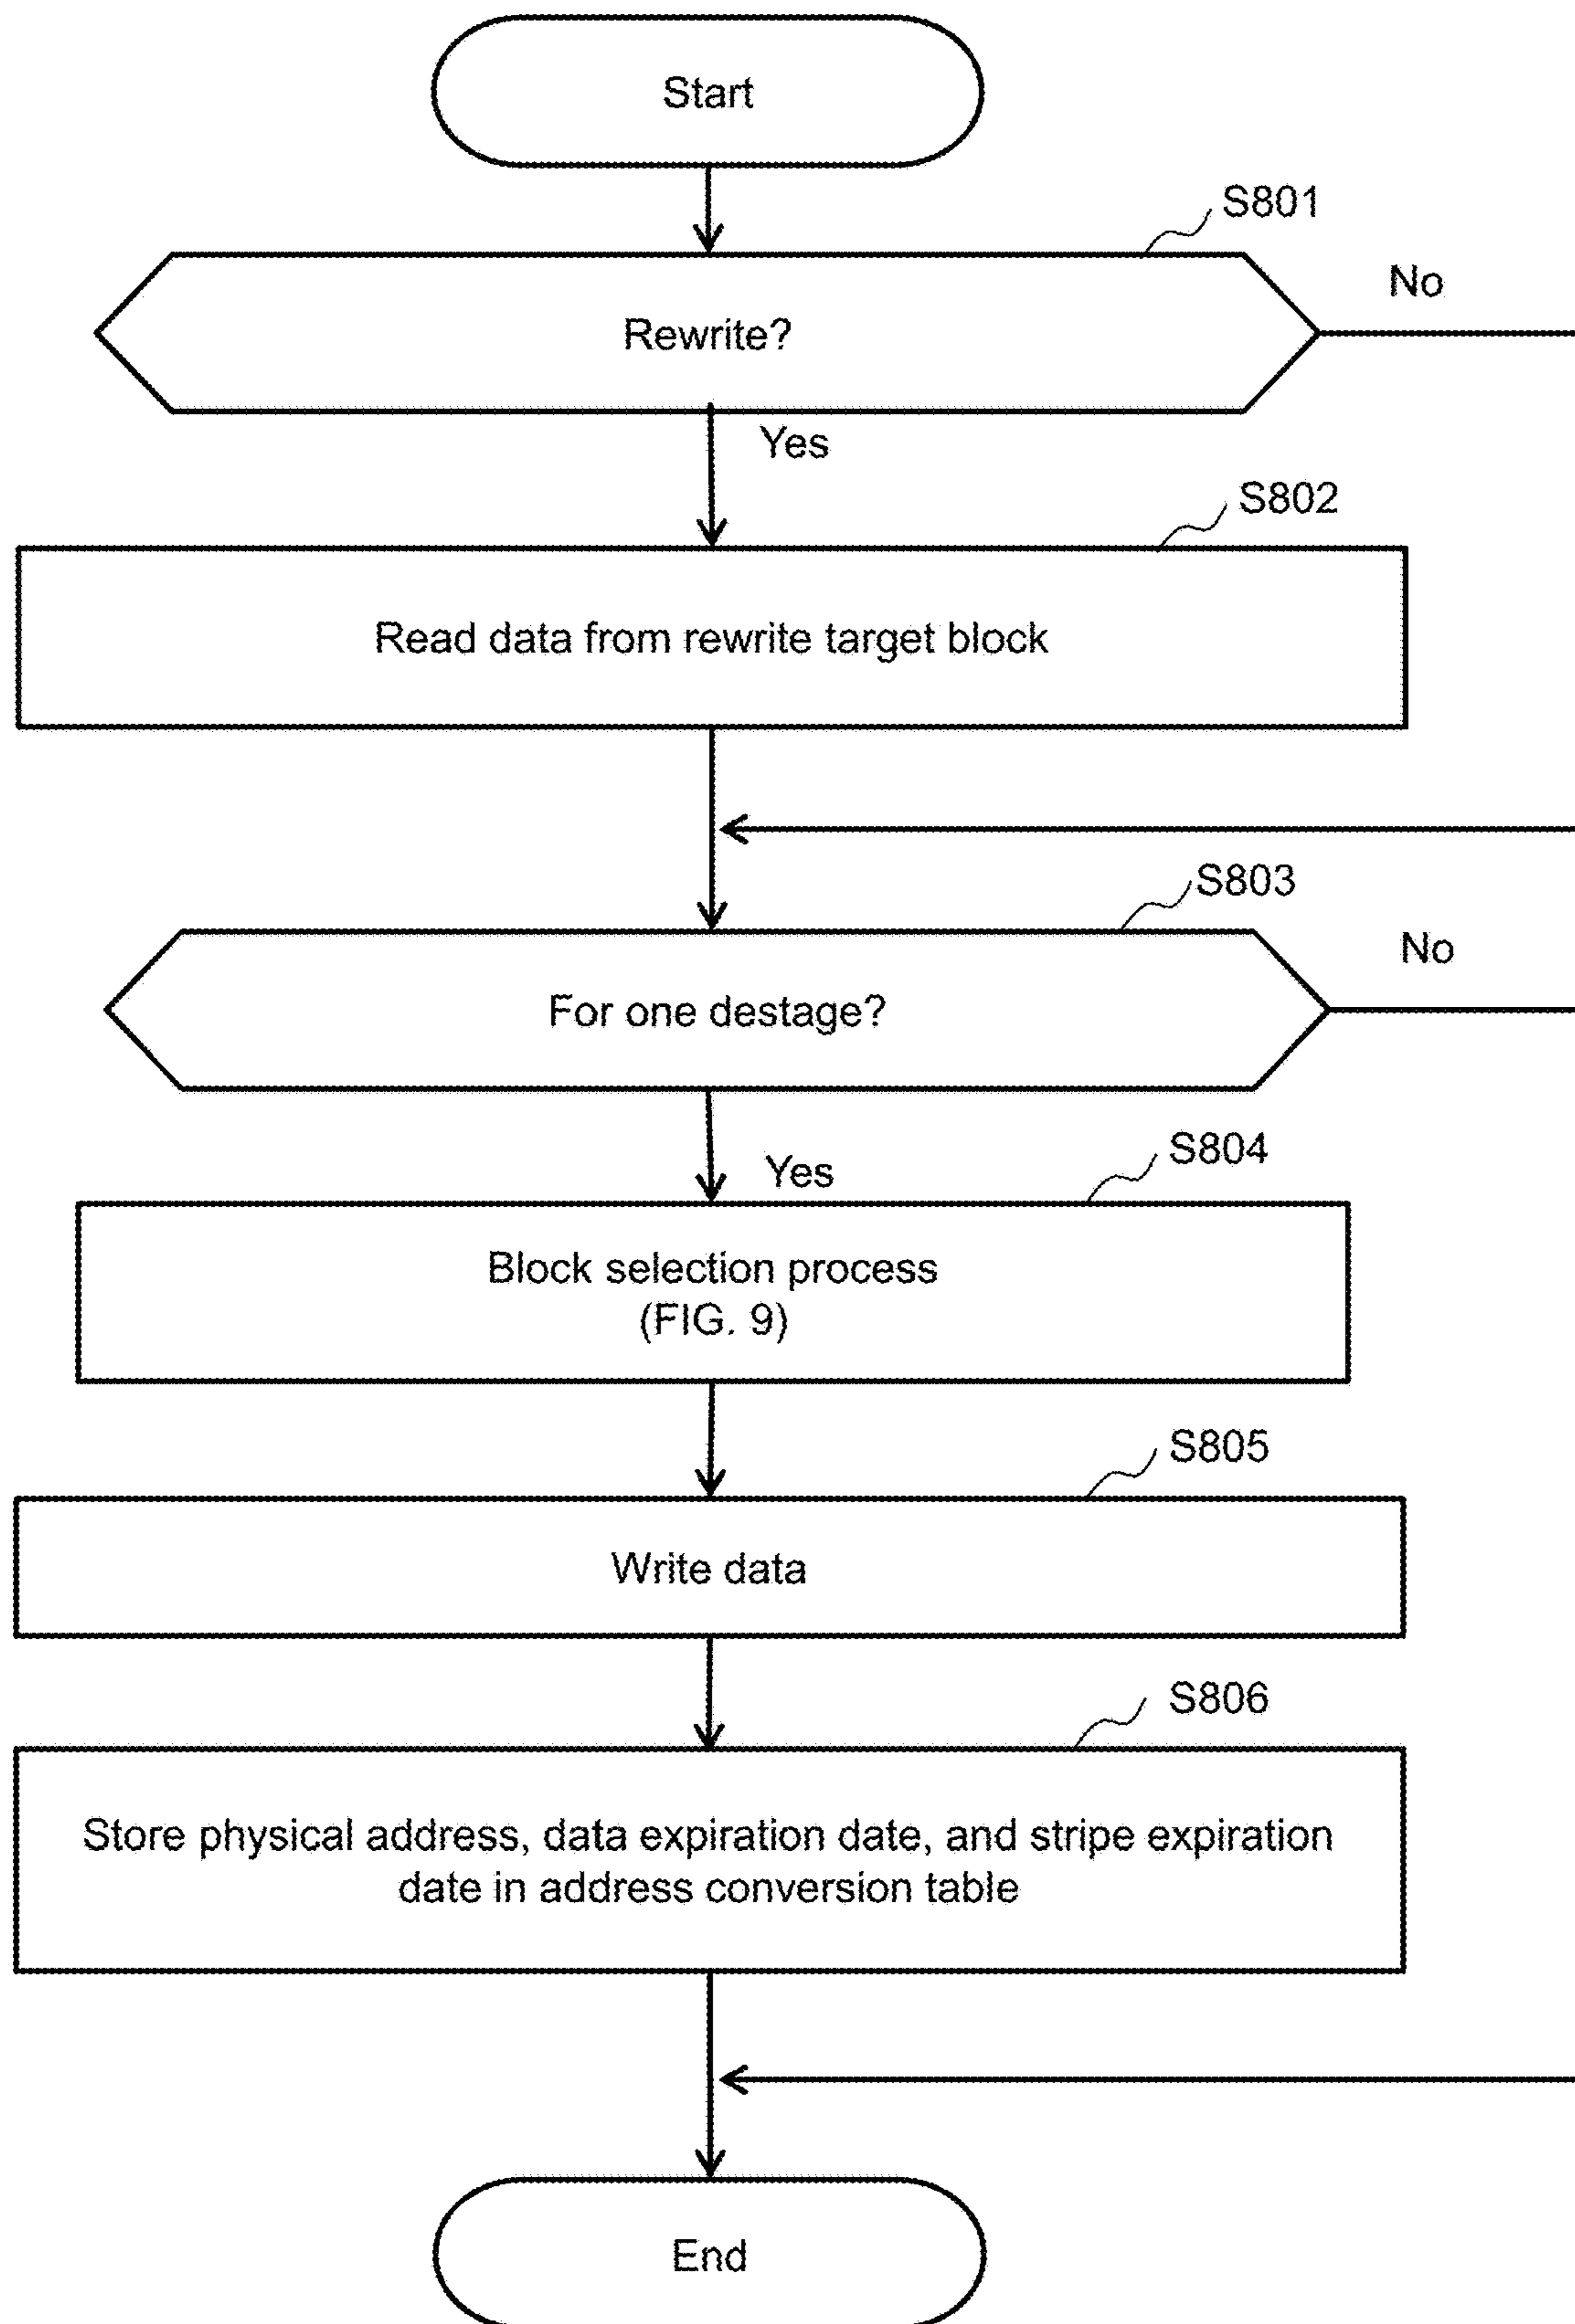 Start
S801
No
Rewrite?
Yes
S802
Read data from rewrite target block
S803
No
For one destage?
Yes
S804
Block selection process
(FIG. 9)
S805
Write data
S806
Store physical address, data expiration date, and stripe expiration
date in address conversion table
End